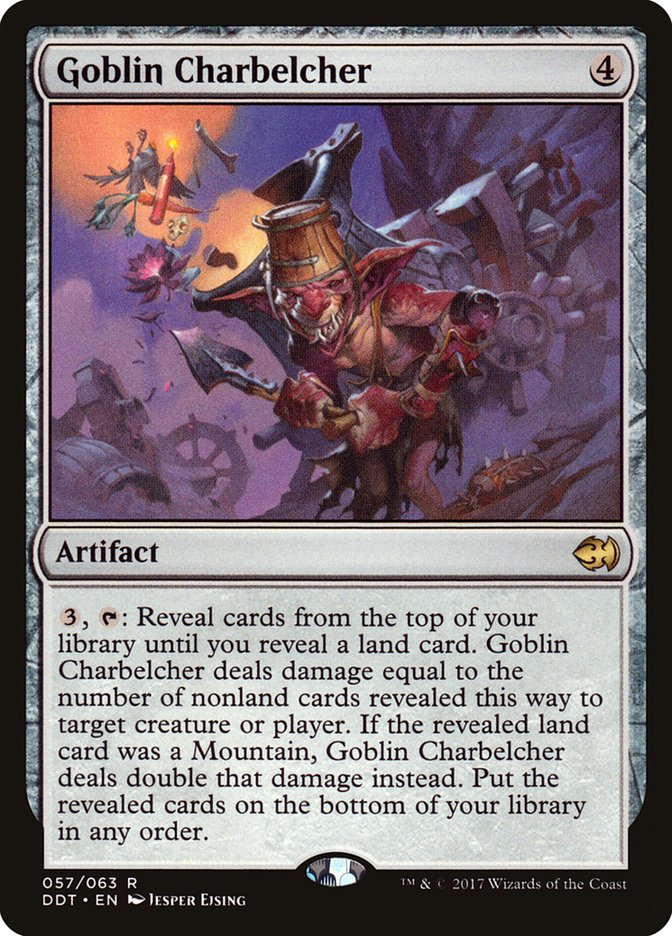 Goblin Charbelcher 4
Artifact
3, T: Reveal cards from the top of your
library until you reveal a land card. Goblin
Charbelcher deals damage equal to the
number of nonland cards revealed this way to
target creature or player. If the revealed land
card was a Mountain, Goblin Charbelcher
deals double that damage instead. Put the
revealed cards on the bottom of your library
in any order.
057/063 R
DDT • EN Jesper Ejsing
™ & © 2017 Wizards of the Coast